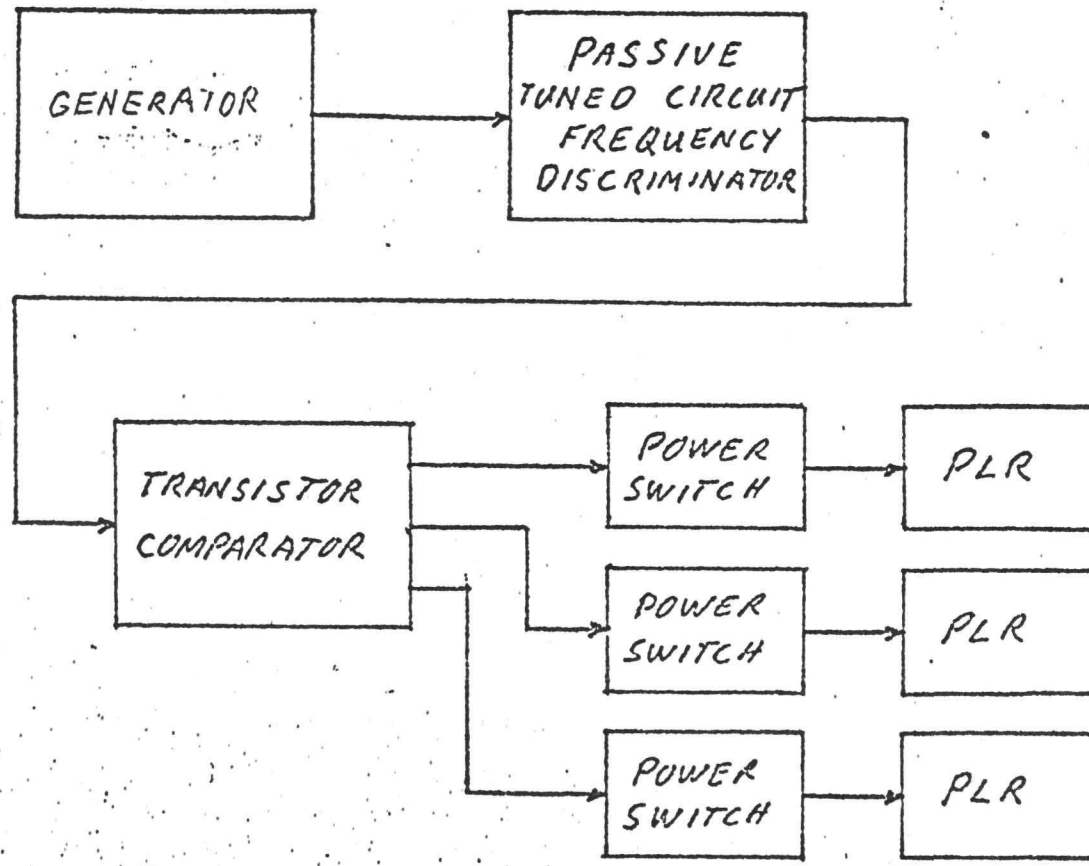 GENERATOR
PASSIVE
TUNED CIRCUIT
FREQUENCY
DISCRIMINATOR
TRANSISTOR
COMPARATOR
POWER
SWITCH
PLR
POWER
SWITCH
PLR
POWER
SWITCH
PLR